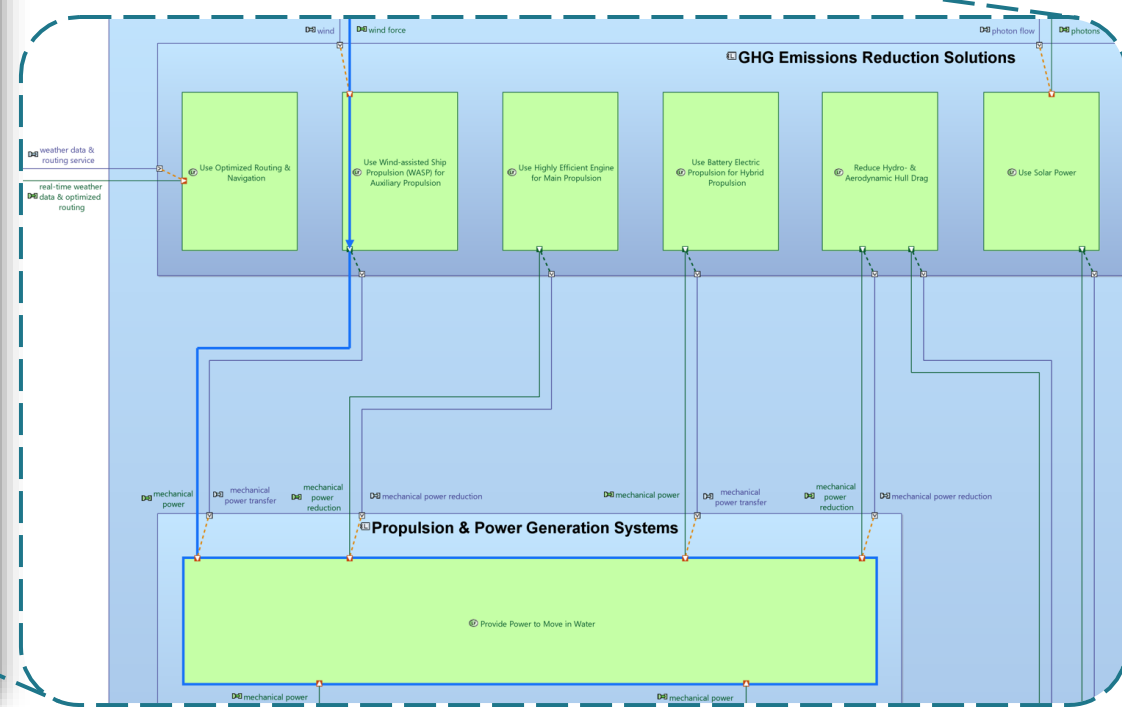 wind
wind force
photon flow
photons
GHG Emissions Reduction Solutions
weather data &
routing service
real-time weather
data & optimized
routing
Use Optimized Routing &
Navigation
Use Wind-assisted Ship
Propulsion (WASP) for
Auxiliary Propulsion
Use Highly Efficient Engine
for Main Propulsion
Use Battery Electric
Propulsion for Hybrid
Propulsion
Reduce Hydro- &
Aerodynamic Hull Drag
Use Solar Power
mechanical
power
mechanical
power transfer
mechanical
power
reduction
mechanical power reduction
mechanical power
mechanical
power transfer
mechanical
power
reduction
mechanical power reduction
Propulsion & Power Generation Systems
Provide Power to Move in Water
mechanical power
mechanical power